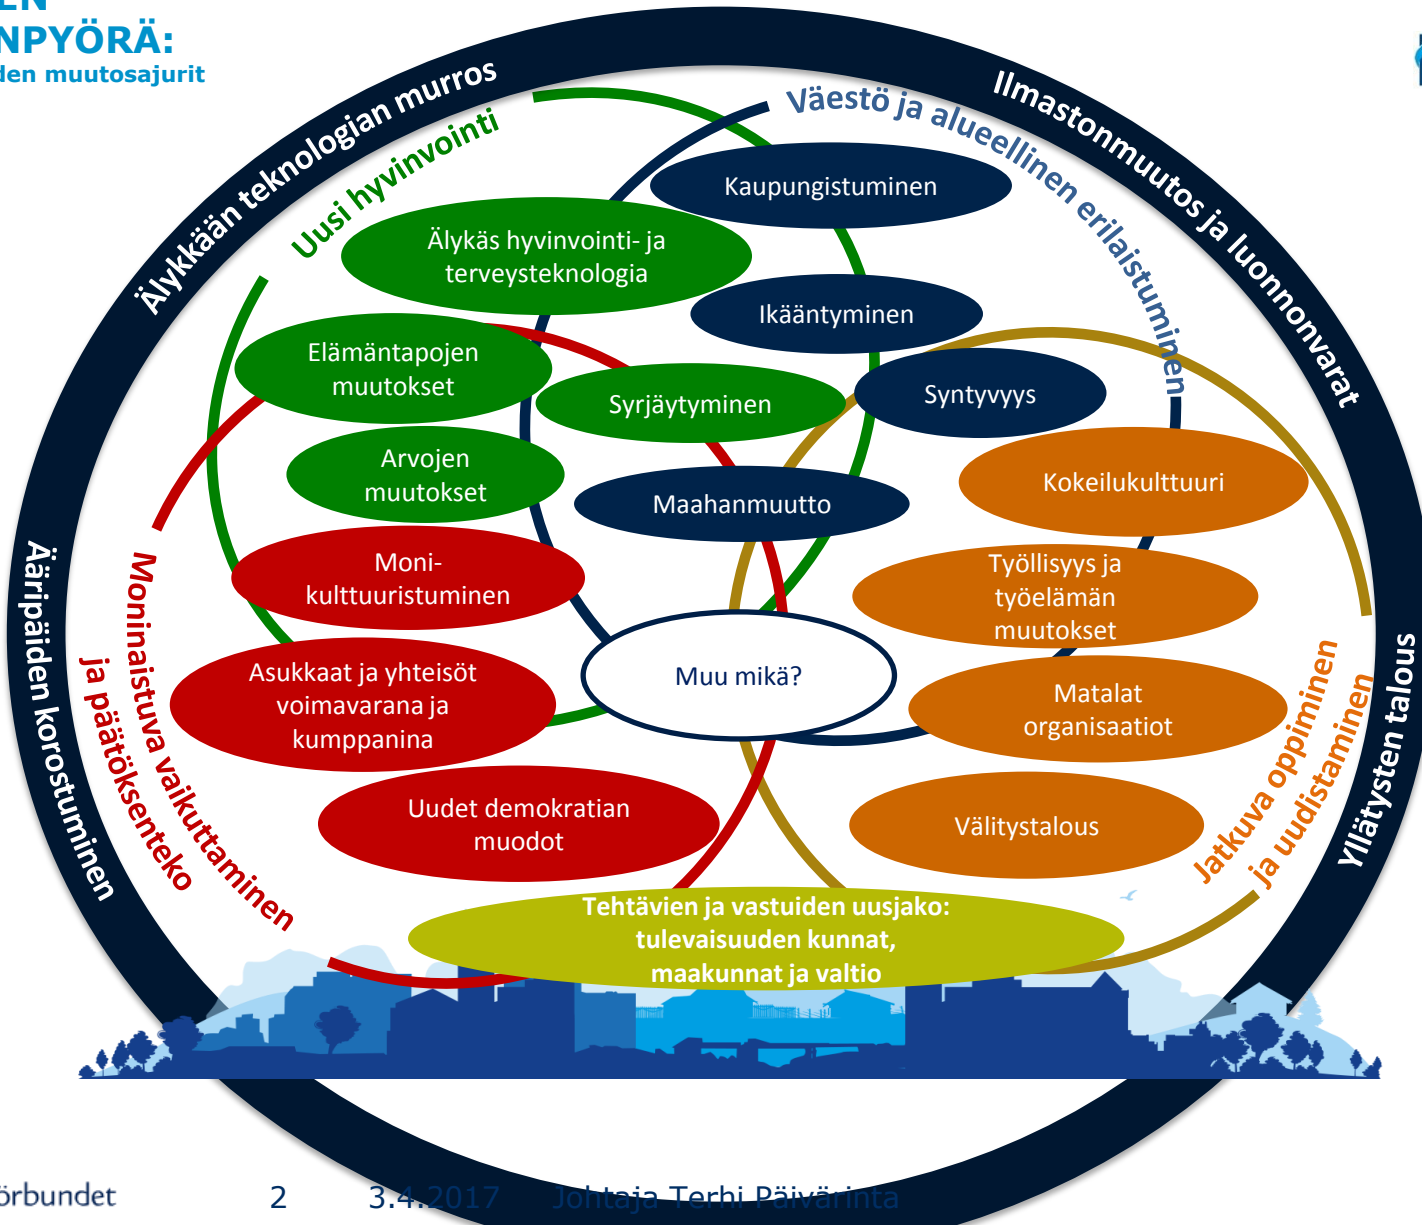 NPYÖRÄ:
den muutosajurit
Älykkään teknologian murros
Ilmastonmuutos ja luonnonvarat
Uusi hyvinvointi
Väestö ja alueellinen erilaistuminen
Kaupungistuminen
Älykäs hyvinvointi- ja
terveysteknologia
Ikääntyminen
Elämäntapojen
muutokset
Syrjäytyminen
Syntyvyys
Arvojen
muutokset
Maahanmuutto
Kokeilukulttuuri
Moni-
kulttuuristuminen
Työllisyys ja
työelämän
muutokset
Ääripäiden korostuminen
Moninaistuva vaikuttaminen
ja päätöksenteko
Asukkaat ja yhteisöt
voimavarana ja
kumppanina
Muu mikä?
Matalat
organisaatiot
Jatkuva oppiminen
ja uudistaminen
Yllätysten talous
Uudet demokratian
muodot
Välitystalous
Tehtävien ja vastuiden uusjako:
tulevaisuuden kunnat,
maakunnat ja valtio
örbundet
2
3.4.2017
Johtaja Terhi Päivärinta